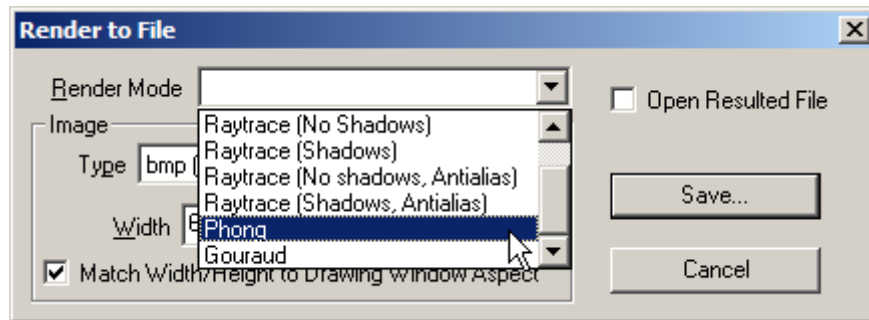 Render to File
Render Mode
Open Resulted File
Image
Raytrace (No Shadows)
Raytrace (Shadows)
Type bmp (
Raytrace (No shadows, Antialias)
Raytrace (Shadows, Antialias)
Save...
Width
Phong
Gouraud
Match Width/Height to Drawing Window Aspect
Cancel